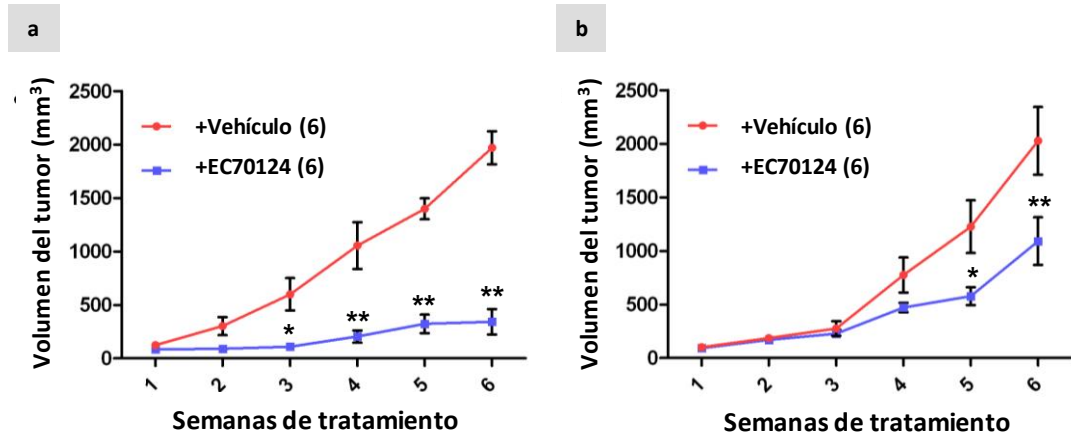 a
Volumen del tumor (mm³)
2500
2000
1500
1000
500
0
+Vehículo (6)
+EC70124 (6)
*
**
**
**
1 2 3 4 5 6
Semanas de tratamiento
b
Volumen del tumor (mm³)
2500
2000
1500
1000
500
0
+Vehículo (6)
+EC70124 (6)
*
**
1 2 3 4 5 6
Semanas de tratamiento